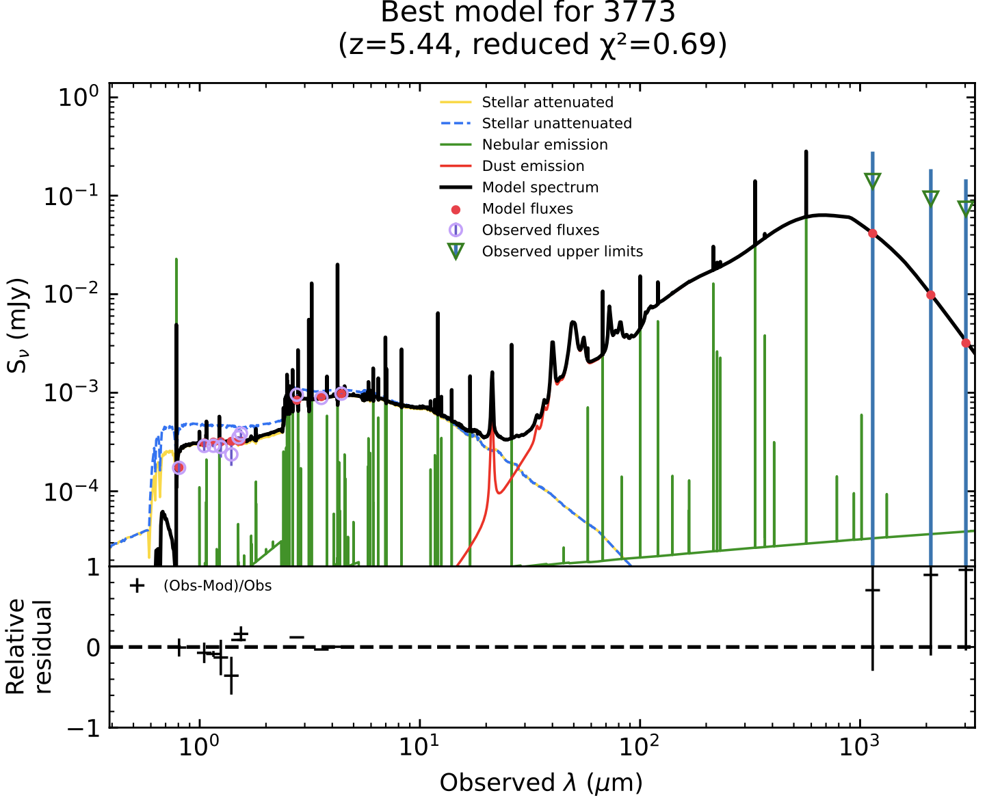 Best model for 3773
(z=5.44, reduced χ²=0.69)
10⁰
10⁻¹
10⁻²
10⁻³
10⁻⁴
S_ν (mJy)
Stellar attenuated
Stellar unattenuated
Nebular emission
Dust emission
Model spectrum
Model fluxes
Observed fluxes
Observed upper limits
1
0
−1
Relative
residual
(Obs-Mod)/Obs
10⁰ 10¹ 10² 10³
Observed λ (μm)